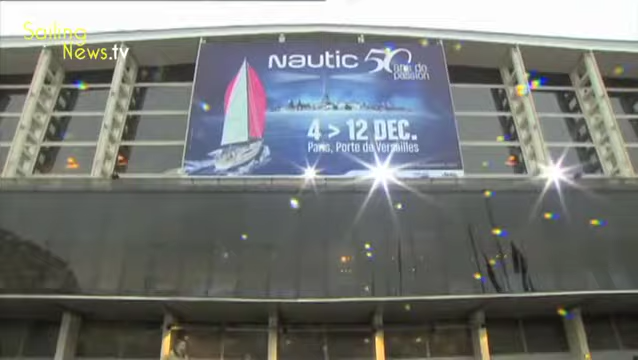 Sailing
News.tv
Nautic 50
ans de
passion
4 > 12 DEC.
Paris, Porte de Versailles